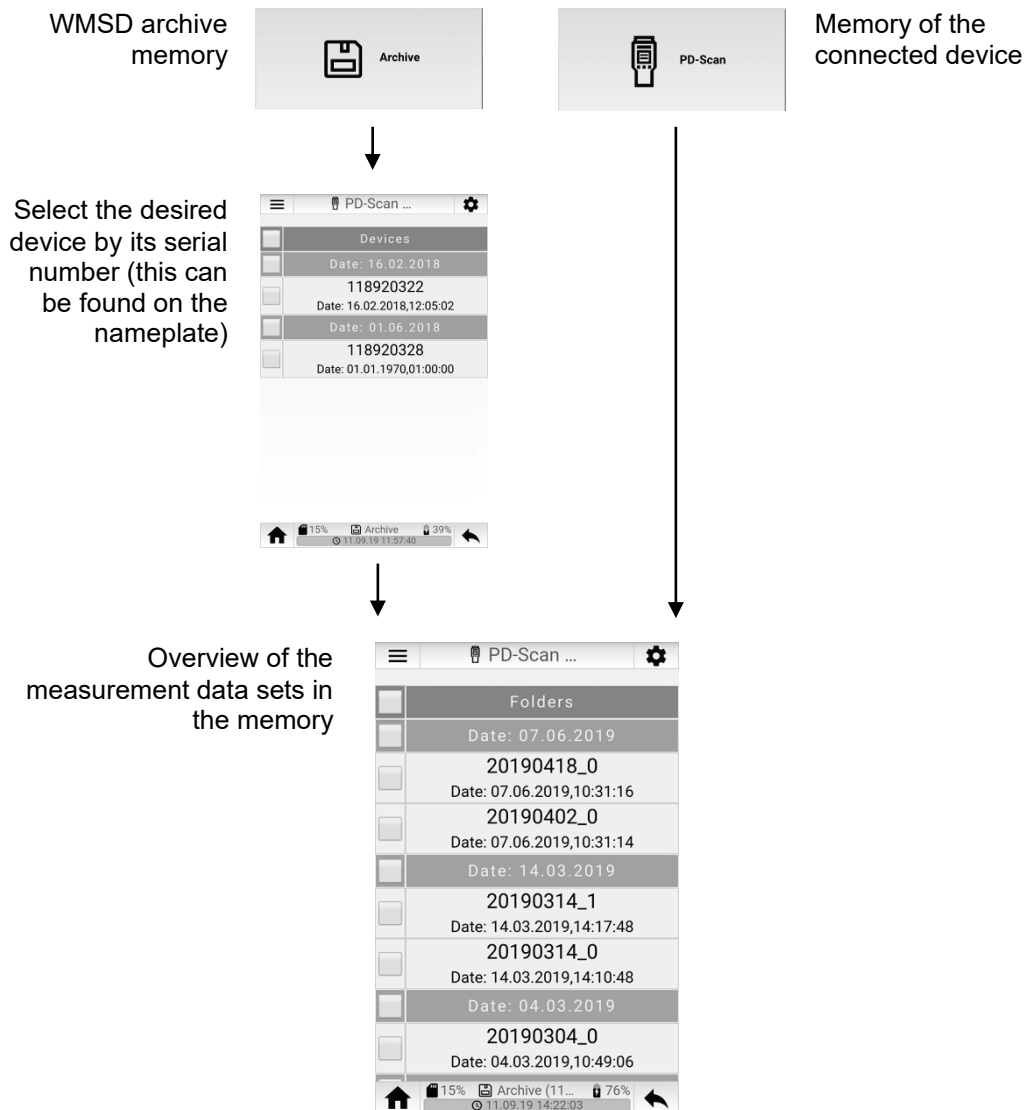 WMSD archive
memory
Archive
PD-Scan
Memory of the
connected device
Select the desired
device by its serial
number (this can
be found on the
nameplate)
PD-Scan ...
Devices
Date: 16.02.2018
118920322
Date: 16.02.2018,12:05:02
Date: 01.06.2018
118920328
Date: 01.01.1970,01:00:00
15% Archive 39%
11.09.19 11:57:40
Overview of the
measurement data sets in
the memory
PD-Scan ...
Folders
Date: 07.06.2019
20190418_0
Date: 07.06.2019,10:31:16
20190402_0
Date: 07.06.2019,10:31:14
Date: 14.03.2019
20190314_1
Date: 14.03.2019,14:17:48
20190314_0
Date: 14.03.2019,14:10:48
Date: 04.03.2019
20190304_0
Date: 04.03.2019,10:49:06
15% Archive (11... 76%
11.09.19 14:22:03